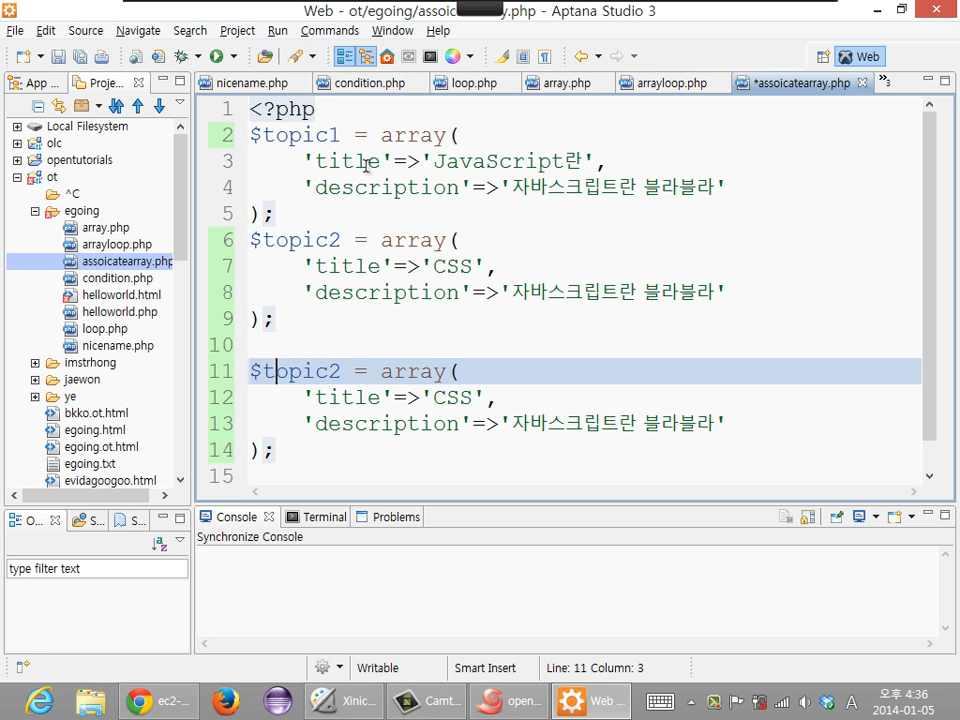 Web - ot/egoing/assoic .php - Aptana Studio 3
File Edit Source Navigate Search Project Run Commands Window Help
Web
App ... Proje...
nicename.php condition.php loop.php array.php arrayloop.php *assoicatearray.php »3
Local Filesystem
olc
opentutorials
ot
^C
egoing
array.php
arrayloop.php
assoicatearray.php
condition.php
helloworld.html
helloworld.php
loop.php
nicename.php
imstrhong
jaewon
ye
bkko.ot.html
egoing.html
egoing.ot.html
egoing.txt
evidagoogoo.html
1 <?php
2 $topic1 = array(
3 'title'=>'JavaScript란',
4 'description'=>'자바스크립트란 블라블라'
5 );
6 $topic2 = array(
7 'title'=>'CSS',
8 'description'=>'자바스크립트란 블라블라'
9 );
10
11 $topic2 = array(
12 'title'=>'CSS',
13 'description'=>'자바스크립트란 블라블라'
14 );
15
O... S... S...
type filter text
Console Terminal Problems
Synchronize Console
Writable Smart Insert Line: 11 Column: 3
ec2-... Xinic... Camt... open... Web ...
A
오후 4:36
2014-01-05